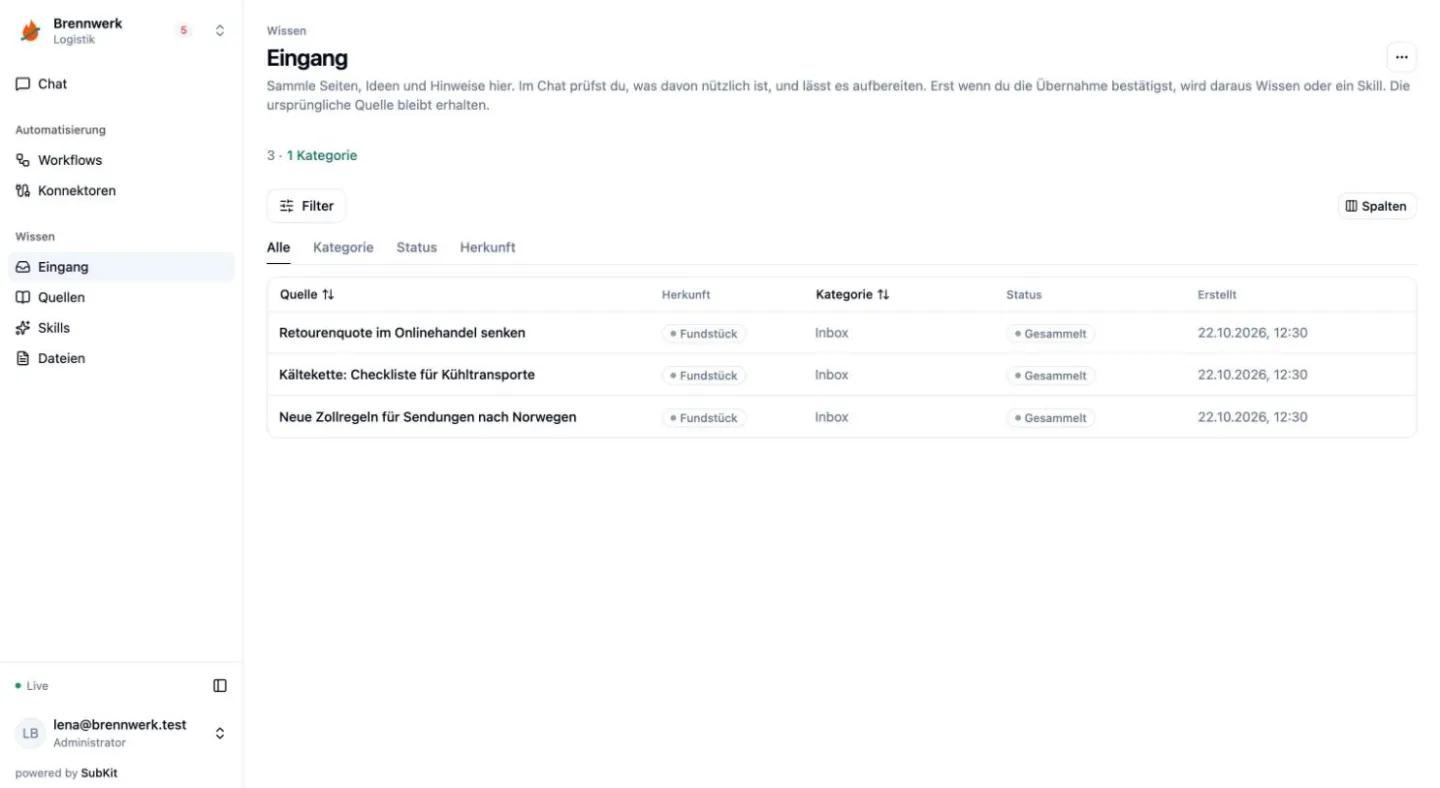 Brennwerk
Logistik
5
Chat
Automatisierung
Workflows
Konnektoren
Wissen
Eingang
Quellen
Skills
Dateien
Live
LB
lena@brennwerk.test
Administrator
powered by SubKit
Wissen
Eingang
Sammle Seiten, Ideen und Hinweise hier. Im Chat prüfst du, was davon nützlich ist, und lässt es aufbereiten. Erst wenn du die Übernahme bestätigst, wird daraus Wissen oder ein Skill. Die
ursprüngliche Quelle bleibt erhalten.
3 · 1 Kategorie
Filter
Spalten
Alle Kategorie Status Herkunft
Quelle Herkunft Kategorie Status Erstellt
Retourenquote im Onlinehandel senken Fundstück Inbox Gesammelt 22.10.2026, 12:30
Kältekette: Checkliste für Kühltransporte Fundstück Inbox Gesammelt 22.10.2026, 12:30
Neue Zollregeln für Sendungen nach Norwegen Fundstück Inbox Gesammelt 22.10.2026, 12:30